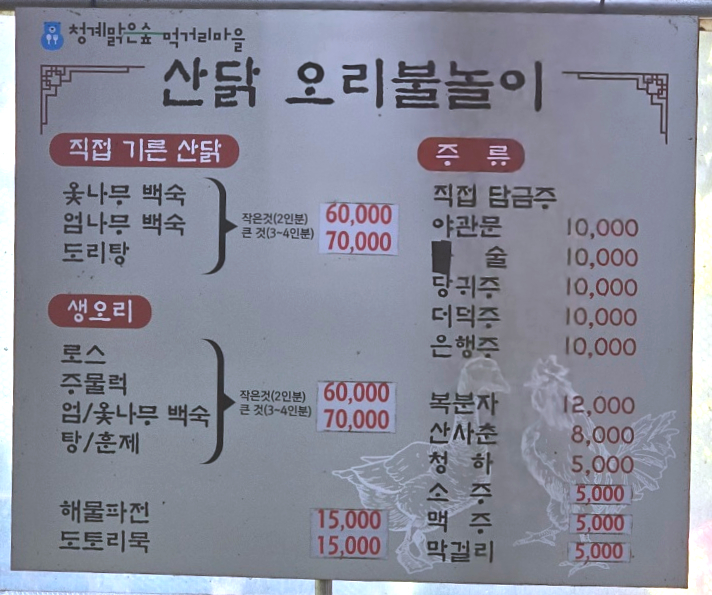 청계맑은숲 먹거리마을
산닭 오리불놀이
직접 기른 산닭
옻나무 백숙
엄나무 백숙
도리탕
작은것(2인분) 60,000
큰 것(3~4인분) 70,000
생오리
로스
주물럭
엄/옻나무 백숙
탕/훈제
작은것(2인분) 60,000
큰 것(3~4인분) 70,000
해물파전 15,000
도토리묵 15,000
주 류
직접 담금주
야관문 10,000
술 10,000
당귀주 10,000
더덕주 10,000
은행주 10,000
복분자 12,000
산사춘 8,000
청 하 5,000
소 주 5,000
맥 주 5,000
막걸리 5,000